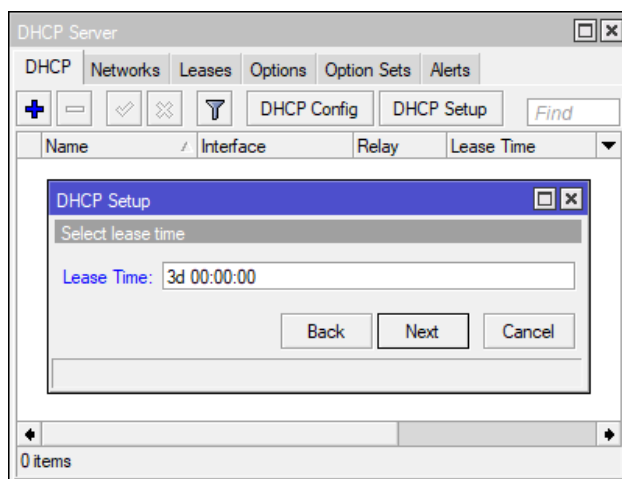 DHCP Server
DHCP Networks Leases Options Option Sets Alerts
DHCP Config DHCP Setup Find
Name Interface Relay Lease Time
DHCP Setup
Select lease time
Lease Time: 3d 00:00:00
Back Next Cancel
0 items